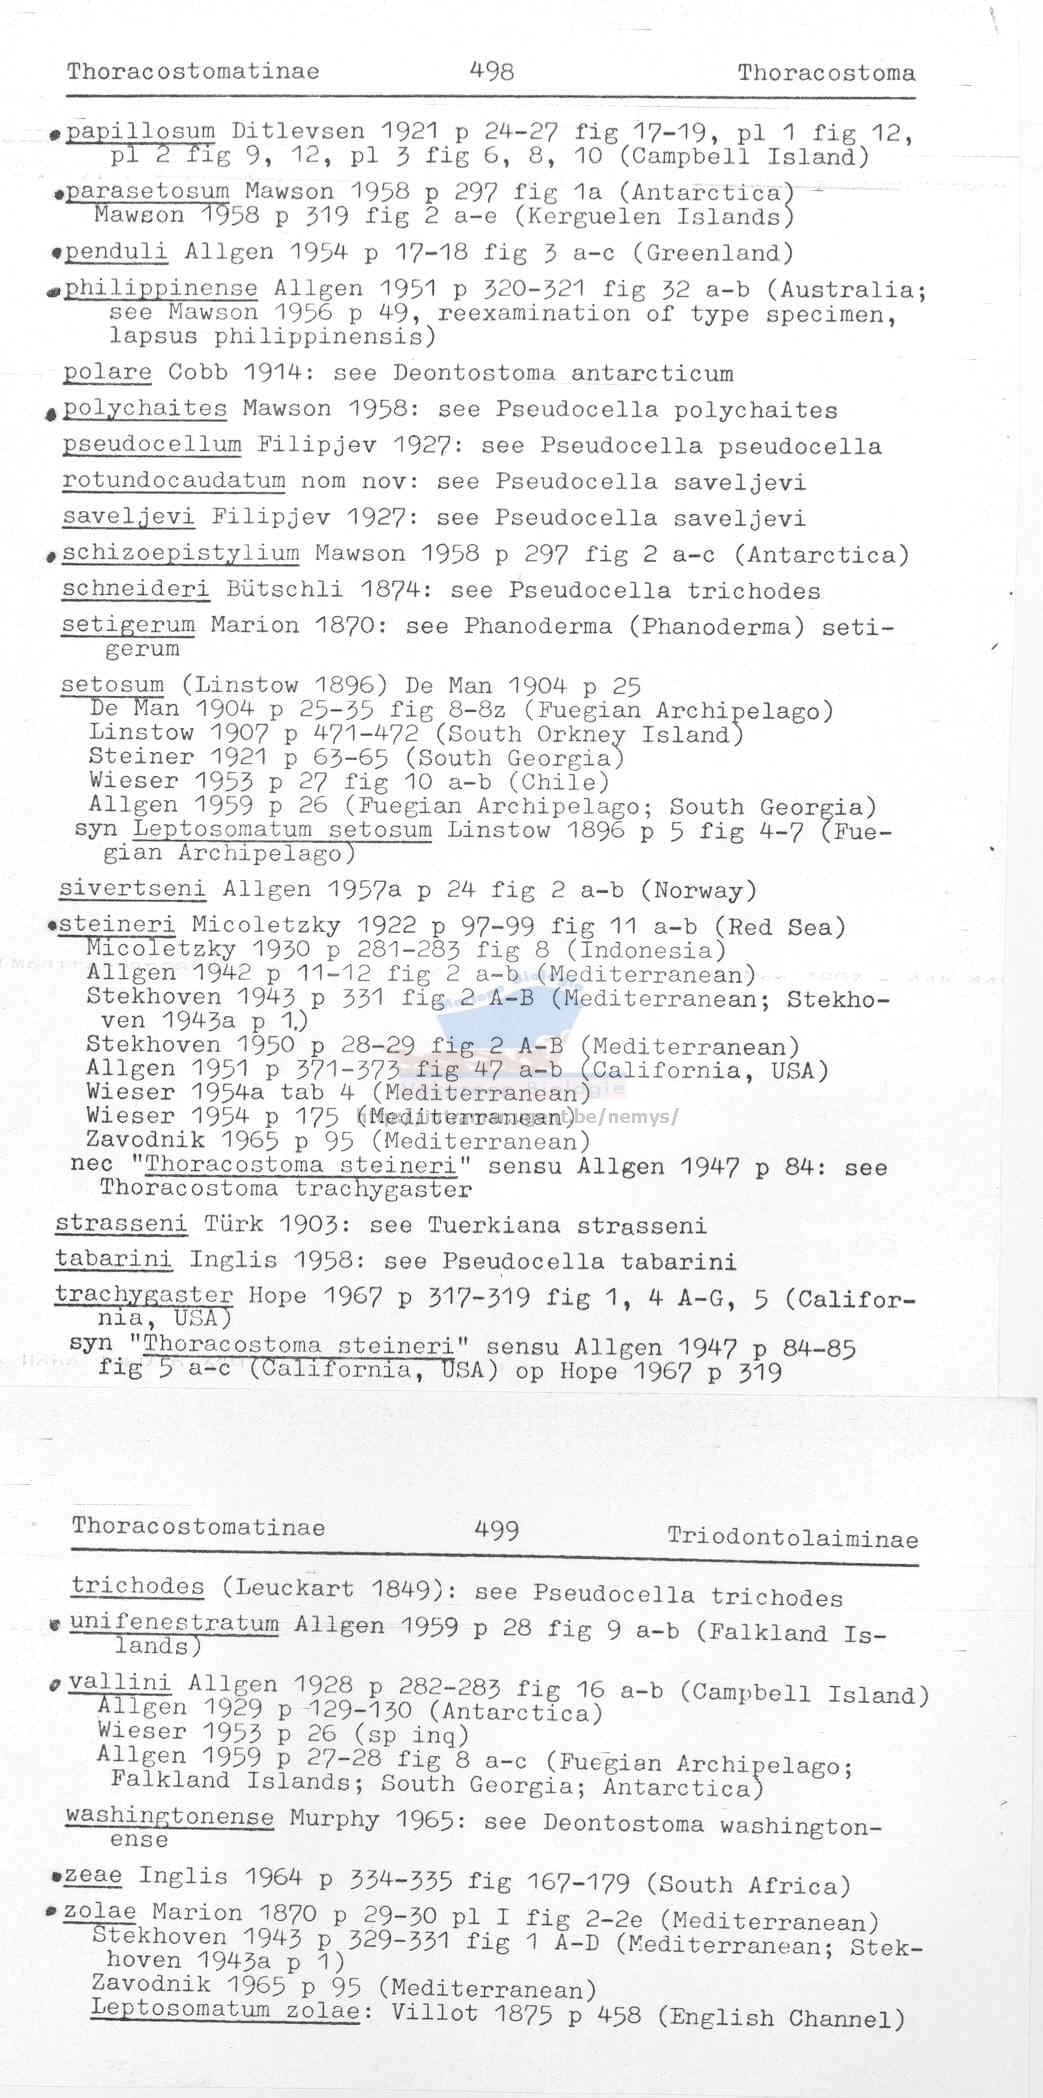 Thoracostomatinae 498 Thoracostoma
papillosum Ditlevsen 1921 p 24-27 fig 17-19, pl 1 fig 12,
pl 2 fig 9, 12, pl 3 fig 6, 8, 10 (Campbell Island)
parasetosum Mawson 1958 p 297 fig 1a (Antarctica)
Mawson 1958 p 319 fig 2 a-e (Kerguelen Islands)
penduli Allgen 1954 p 17-18 fig 3 a-c (Greenland)
philippinense Allgen 1951 p 320-321 fig 32 a-b (Australia;
see Mawson 1956 p 49, reexamination of type specimen,
lapsus philippinensis)
polare Cobb 1914: see Deontostoma antarcticum
polychaites Mawson 1958: see Pseudocella polychaites
pseudocellum Filipjev 1927: see Pseudocella pseudocella
rotundocaudatum nom nov: see Pseudocella saveljevi
saveljevi Filipjev 1927: see Pseudocella saveljevi
schizoepistylium Mawson 1958 p 297 fig 2 a-c (Antarctica)
schneideri Bütschli 1874: see Pseudocella trichodes
setigerum Marion 1870: see Phanoderma (Phanoderma) seti-
gerum
setosum (Linstow 1896) De Man 1904 p 25
De Man 1904 p 25-35 fig 8-8z (Fuegian Archipelago)
Linstow 1907 p 471-472 (South Orkney Island)
Steiner 1921 p 63-65 (South Georgia)
Wieser 1953 p 27 fig 10 a-b (Chile)
Allgen 1959 p 26 (Fuegian Archipelago; South Georgia)
syn Leptosomatum setosum Linstow 1896 p 5 fig 4-7 (Fue-
gian Archipelago)
sivertseni Allgen 1957a p 24 fig 2 a-b (Norway)
steineri Micoletzky 1922 p 97-99 fig 11 a-b (Red Sea)
Micoletzky 1930 p 281-283 fig 8 (Indonesia)
Allgen 1942 p 11-12 fig 2 a-b (Mediterranean)
Stekhoven 1943 p 331 fig 2 A-B (Mediterranean; Stekho-
ven 1943a p 1,)
Stekhoven 1950 p 28-29 fig 2 A-B (Mediterranean)
Allgen 1951 p 371-373 fig 47 a-b (California, USA)
Wieser 1954a tab 4 (Mediterranean)
Wieser 1954 p 175 (Mediterranean)
Zavodnik 1965 p 95 (Mediterranean)
nec "Thoracostoma steineri" sensu Allgen 1947 p 84: see
Thoracostoma trachygaster
strasseni Türk 1903: see Tuerkiana strasseni
tabarini Inglis 1958: see Pseudocella tabarini
trachygaster Hope 1967 p 317-319 fig 1, 4 A-G, 5 (Califor-
nia, USA)
syn "Thoracostoma steineri" sensu Allgen 1947 p 84-85
fig 5 a-c (California, USA) op Hope 1967 p 319
Thoracostomatinae 499 Triodontolaiminae
trichodes (Leuckart 1849): see Pseudocella trichodes
unifenestratum Allgen 1959 p 28 fig 9 a-b (Falkland Is-
lands)
vallini Allgen 1928 p 282-283 fig 16 a-b (Campbell Island)
Allgen 1929 p 129-130 (Antarctica)
Wieser 1953 p 26 (sp inq)
Allgen 1959 p 27-28 fig 8 a-c (Fuegian Archipelago;
Falkland Islands; South Georgia; Antarctica)
washingtonense Murphy 1965: see Deontostoma washington-
ense
zeae Inglis 1964 p 334-335 fig 167-179 (South Africa)
zolae Marion 1870 p 29-30 pl I fig 2-2e (Mediterranean)
Stekhoven 1943 p 329-331 fig 1 A-D (Mediterranean; Stek-
hoven 1943a p 1)
Zavodnik 1965 p 95 (Mediterranean)
Leptosomatum zolae: Villot 1875 p 458 (English Channel)